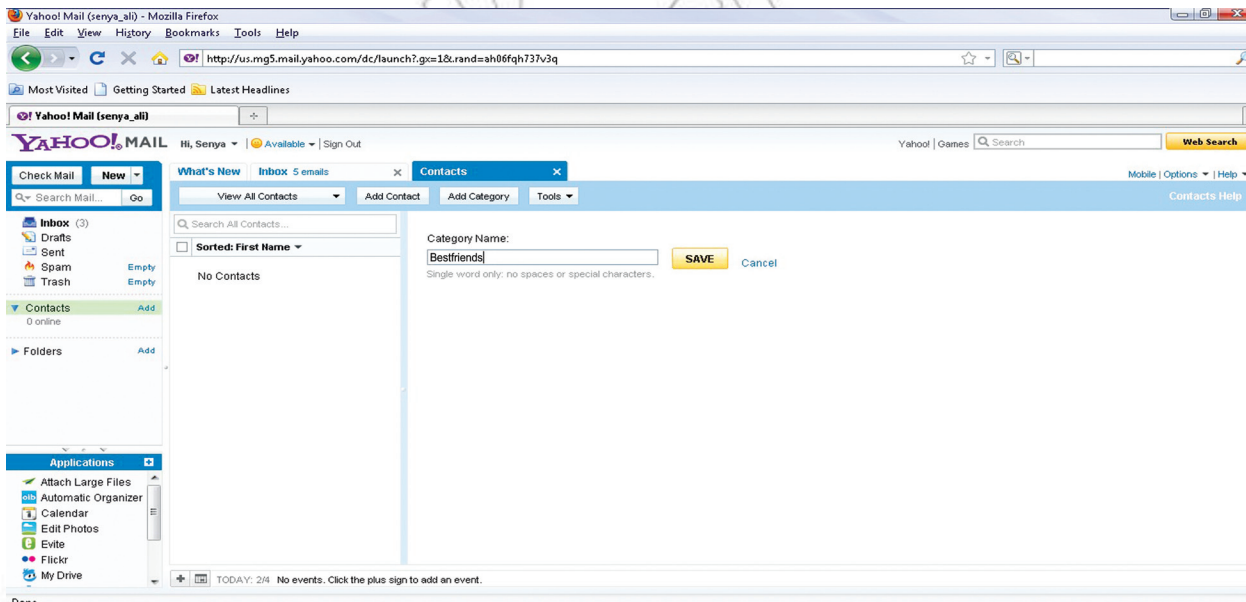 Yahoo! Mail (senya_ali) - Mozilla Firefox
File Edit View History Bookmarks Tools Help
http://us.mg5.mail.yahoo.com/dc/launch?.gx=1&.rand=ah06fqh737v3q
Most Visited Getting Started Latest Headlines
Yahoo! Mail (senya_ali)
YAHOO! MAIL Hi, Senya | Available | Sign Out Yahoo! | Games Search Web Search
Check Mail New What's New Inbox 5 emails Contacts Mobile | Options | Help
Search Mail... Go View All Contacts Add Contact Add Category Tools Contacts Help
Inbox (3)
Drafts
Sent
Spam Empty
Trash Empty
Contacts Add
0 online
Folders Add
Search All Contacts...
Sorted: First Name
No Contacts
Category Name:
Bestfriends SAVE Cancel
Single word only: no spaces or special characters.
Applications
Attach Large Files
oib Automatic Organizer
Calendar
Edit Photos
Evite
Flickr
My Drive
TODAY: 2/4 No events. Click the plus sign to add an event.
Done